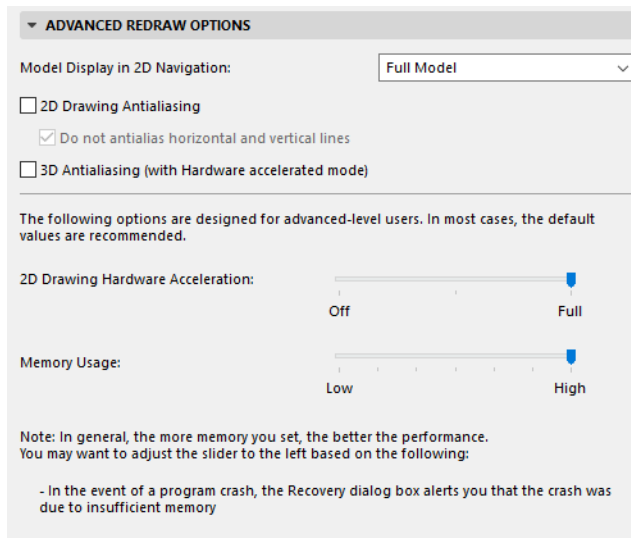 ADVANCED REDRAW OPTIONS
Model Display in 2D Navigation: Full Model
2D Drawing Antialiasing
Do not antialias horizontal and vertical lines
3D Antialiasing (with Hardware accelerated mode)
The following options are designed for advanced-level users. In most cases, the default
values are recommended.
2D Drawing Hardware Acceleration:
Off Full
Memory Usage:
Low High
Note: In general, the more memory you set, the better the performance.
You may want to adjust the slider to the left based on the following:
- In the event of a program crash, the Recovery dialog box alerts you that the crash was
due to insufficient memory